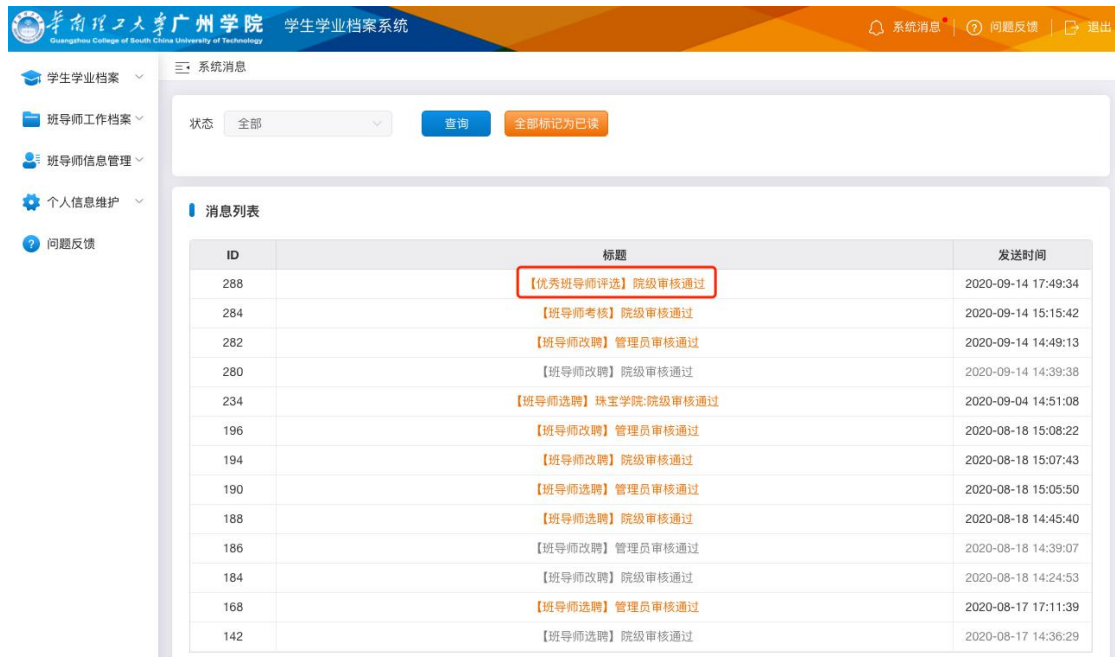 华南理工大学广州学院 学生学业档案系统 系统消息 ? 问题反馈 退出
Guangzhou College of South China University of Technology
学生学业档案
班导师工作档案
班导师信息管理
个人信息维护
? 问题反馈
系统消息
状态 全部 查询 全部标记为已读
消息列表
ID 标题 发送时间
288 【优秀班导师评选】院级审核通过 2020-09-14 17:49:34
284 【班导师考核】院级审核通过 2020-09-14 15:15:42
282 【班导师改聘】管理员审核通过 2020-09-14 14:49:13
280 【班导师改聘】院级审核通过 2020-09-14 14:39:38
234 【班导师选聘】珠宝学院:院级审核通过 2020-09-04 14:51:08
196 【班导师改聘】管理员审核通过 2020-08-18 15:08:22
194 【班导师改聘】院级审核通过 2020-08-18 15:07:43
190 【班导师选聘】管理员审核通过 2020-08-18 15:05:50
188 【班导师选聘】院级审核通过 2020-08-18 14:45:40
186 【班导师改聘】管理员审核通过 2020-08-18 14:39:07
184 【班导师改聘】院级审核通过 2020-08-18 14:24:53
168 【班导师选聘】管理员审核通过 2020-08-17 17:11:39
142 【班导师选聘】院级审核通过 2020-08-17 14:36:29